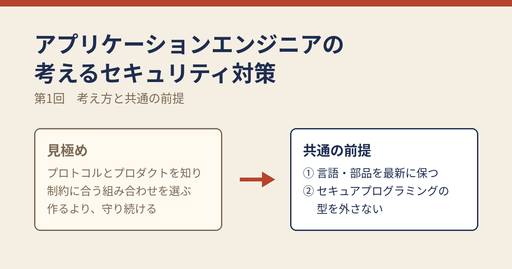 アプリケーションエンジニアの
考えるセキュリティ対策
第1回 考え方と共通の前提
見極め
プロトコルとプロダクトを知り
制約に合う組み合わせを選ぶ
作るより、守り続ける
共通の前提
① 言語・部品を最新に保つ
② セキュアプログラミングの
型を外さない